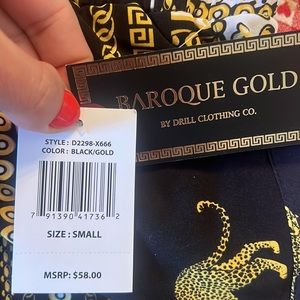 BAROQUE GOLD
BY DRILL CLOTHING CO.
STYLE : D2298-X666
COLOR : BLACK/GOLD
7 91390 41736 2
SIZE : SMALL
MSRP: $58.00